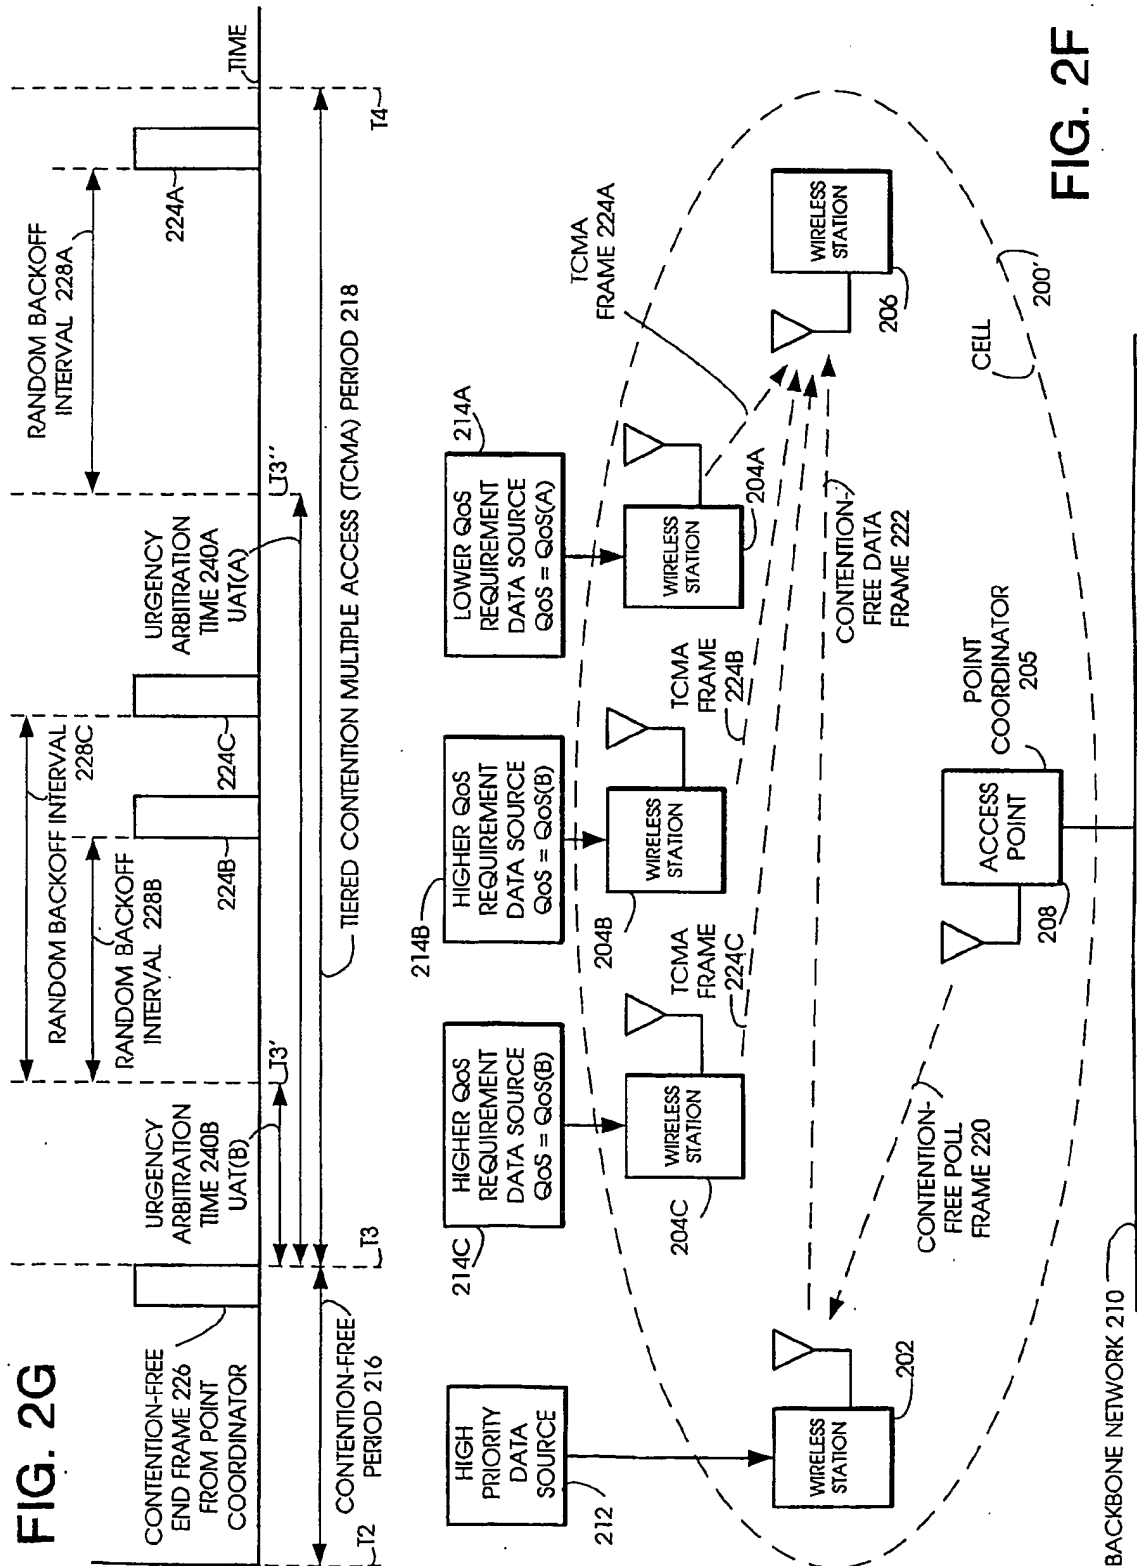 FIG. 2G
CONTENTION-FREE
END FRAME 226
FROM POINT
COORDINATOR
URGENCY
ARBITRATION
TIME 240B
UAT(B)
RANDOM BACKOFF INTERVAL
228C
RANDOM BACKOFF
INTERVAL 228B
224B
224C
URGENCY
ARBITRATION
TIME 240A
UAT(A)
RANDOM BACKOFF
INTERVAL 228A
224A
TIME
T3'
T3''
TIERED CONTENTION MULTIPLE ACCESS (TCMA) PERIOD 218
CONTENTION-FREE
PERIOD 216
T2
T3
T4
HIGH
PRIORITY
DATA
SOURCE
212
214C
HIGHER QoS
REQUIREMENT
DATA SOURCE
QoS = QoS(B)
214B
HIGHER QoS
REQUIREMENT
DATA SOURCE
QoS = QoS(B)
LOWER QoS
REQUIREMENT
DATA SOURCE
QoS = QoS(A)
214A
WIRELESS
STATION
204C
TCMA
FRAME
224C
WIRELESS
STATION
204B
TCMA
FRAME
224B
WIRELESS
STATION
204A
TCMA
FRAME 224A
WIRELESS
STATION
202
WIRELESS
STATION
206
CONTENTION-
FREE DATA
FRAME 222
CONTENTION-
FREE POLL
FRAME 220
ACCESS
POINT
208
POINT
COORDINATOR
205
CELL
200'
BACKBONE NETWORK 210
FIG. 2F